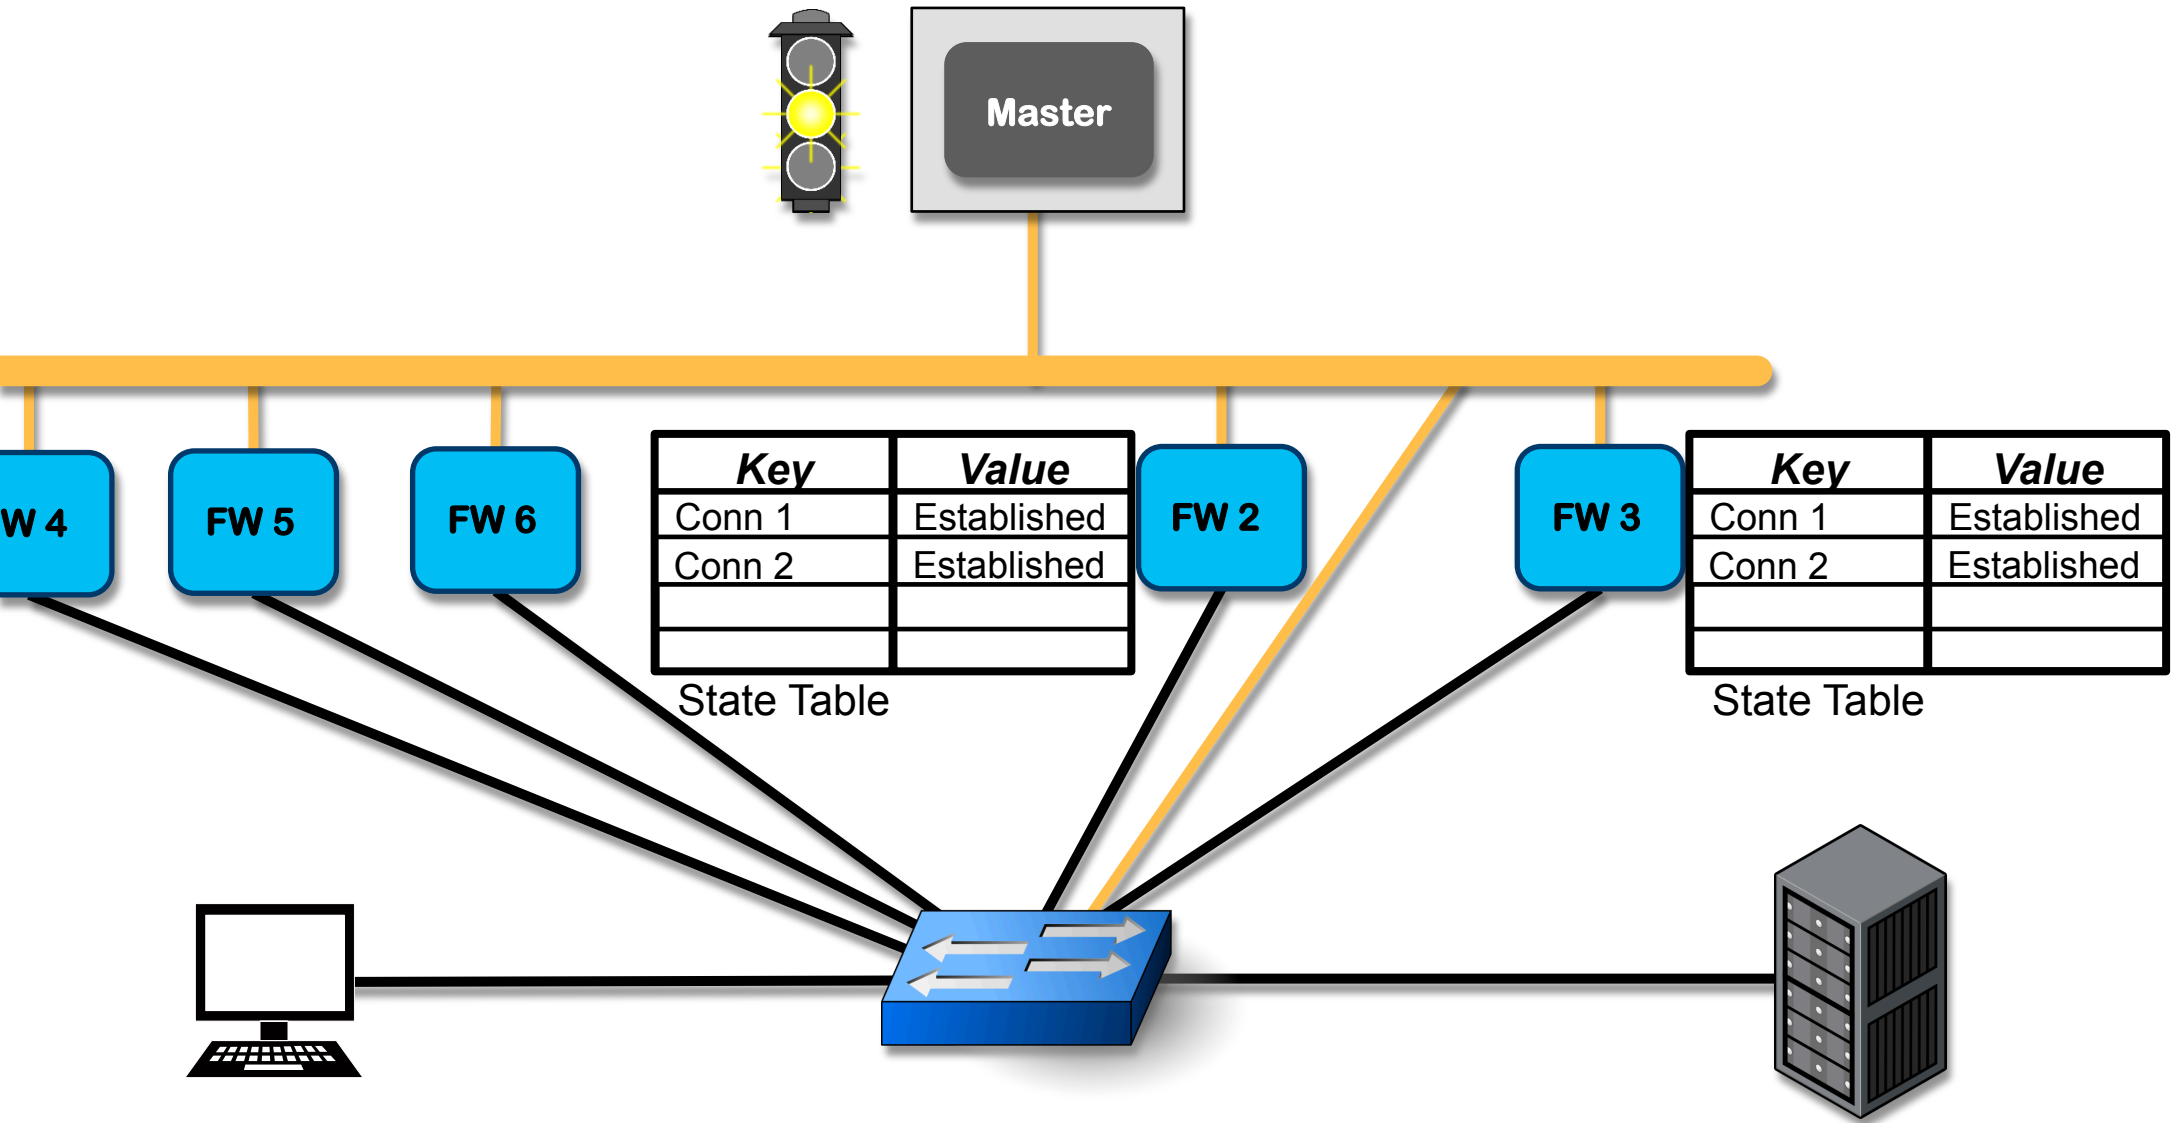 Master
W 4
FW 5
FW 6
Key Value
Conn 1 Established
Conn 2 Established
State Table
FW 2
FW 3
Key Value
Conn 1 Established
Conn 2 Established
State Table